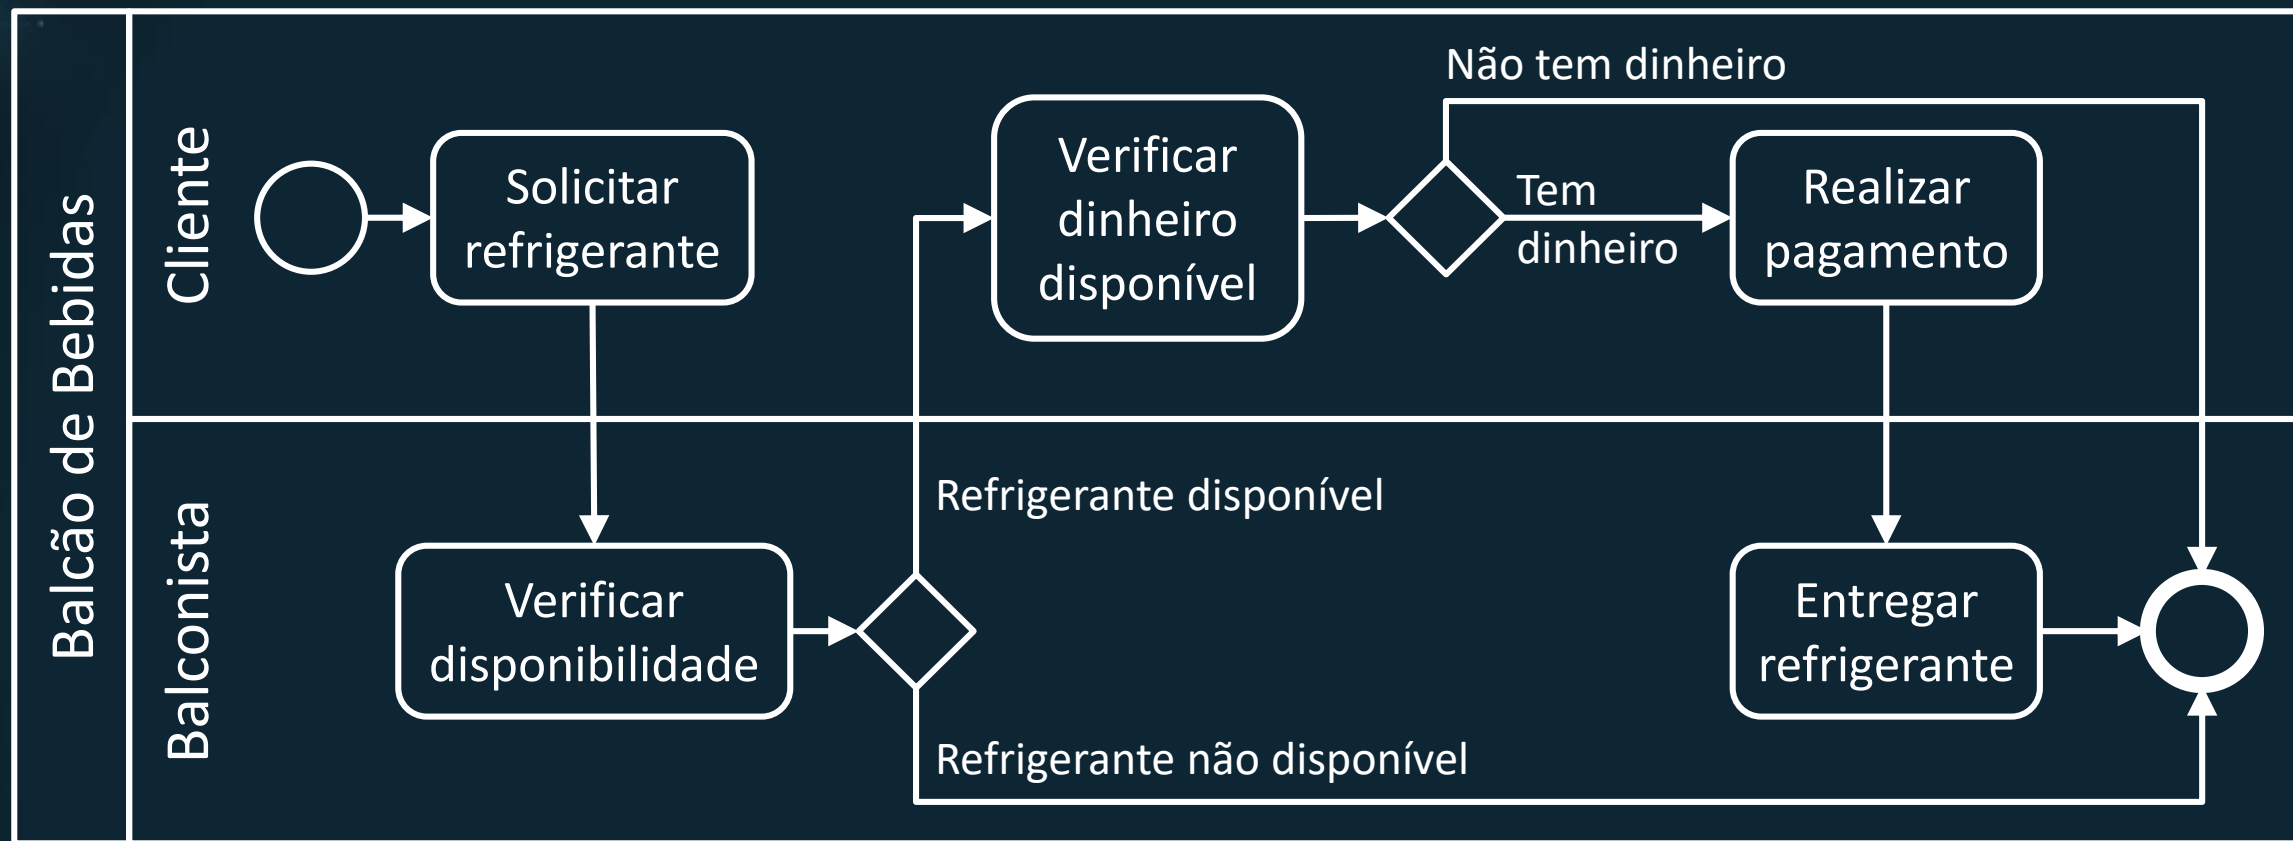 Balcão de Bebidas
Cliente
Solicitar
refrigerante
Verificar
dinheiro
disponível
Não tem dinheiro
Tem
dinheiro
Realizar
pagamento
Balconista
Verificar
disponibilidade
Refrigerante disponível
Refrigerante não disponível
Entregar
refrigerante